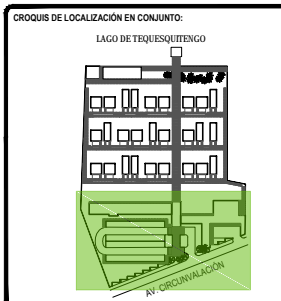 CROQUIS DE LOCALIZACIÓN EN CONJUNTO:
LAGO DE TEQUESQUITENGO
AV. CIRCUNVALACIÓN